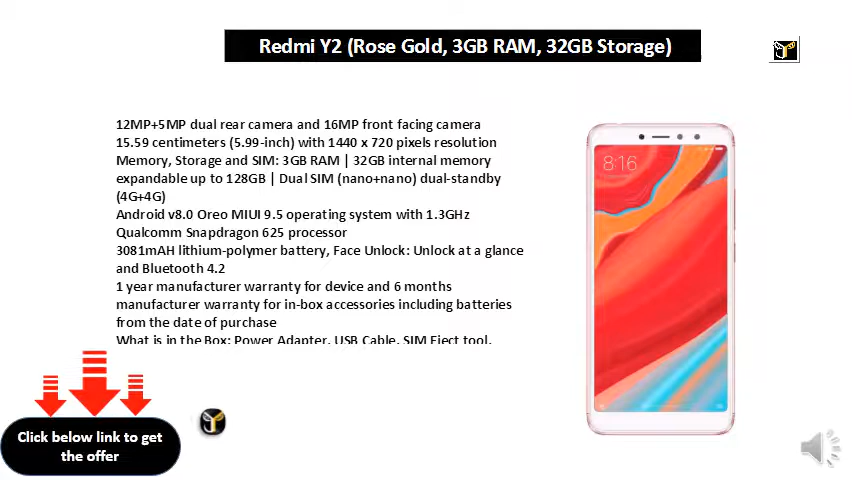 Redmi Y2 (Rose Gold, 3GB RAM, 32GB Storage)
12MP+5MP dual rear camera and 16MP front facing camera
15.59 centimeters (5.99-inch) with 1440 x 720 pixels resolution
Memory, Storage and SIM: 3GB RAM | 32GB internal memory
expandable up to 128GB | Dual SIM (nano+nano) dual-standby
(4G+4G)
Android v8.0 Oreo MIUI 9.5 operating system with 1.3GHz
Qualcomm Snapdragon 625 processor
3081mAH lithium-polymer battery, Face Unlock: Unlock at a glance
and Bluetooth 4.2
1 year manufacturer warranty for device and 6 months
manufacturer warranty for in-box accessories including batteries
from the date of purchase
What is in the Box: Power Adapter, USB Cable, SIM Eject tool,
8:16
Click below link to get
the offer